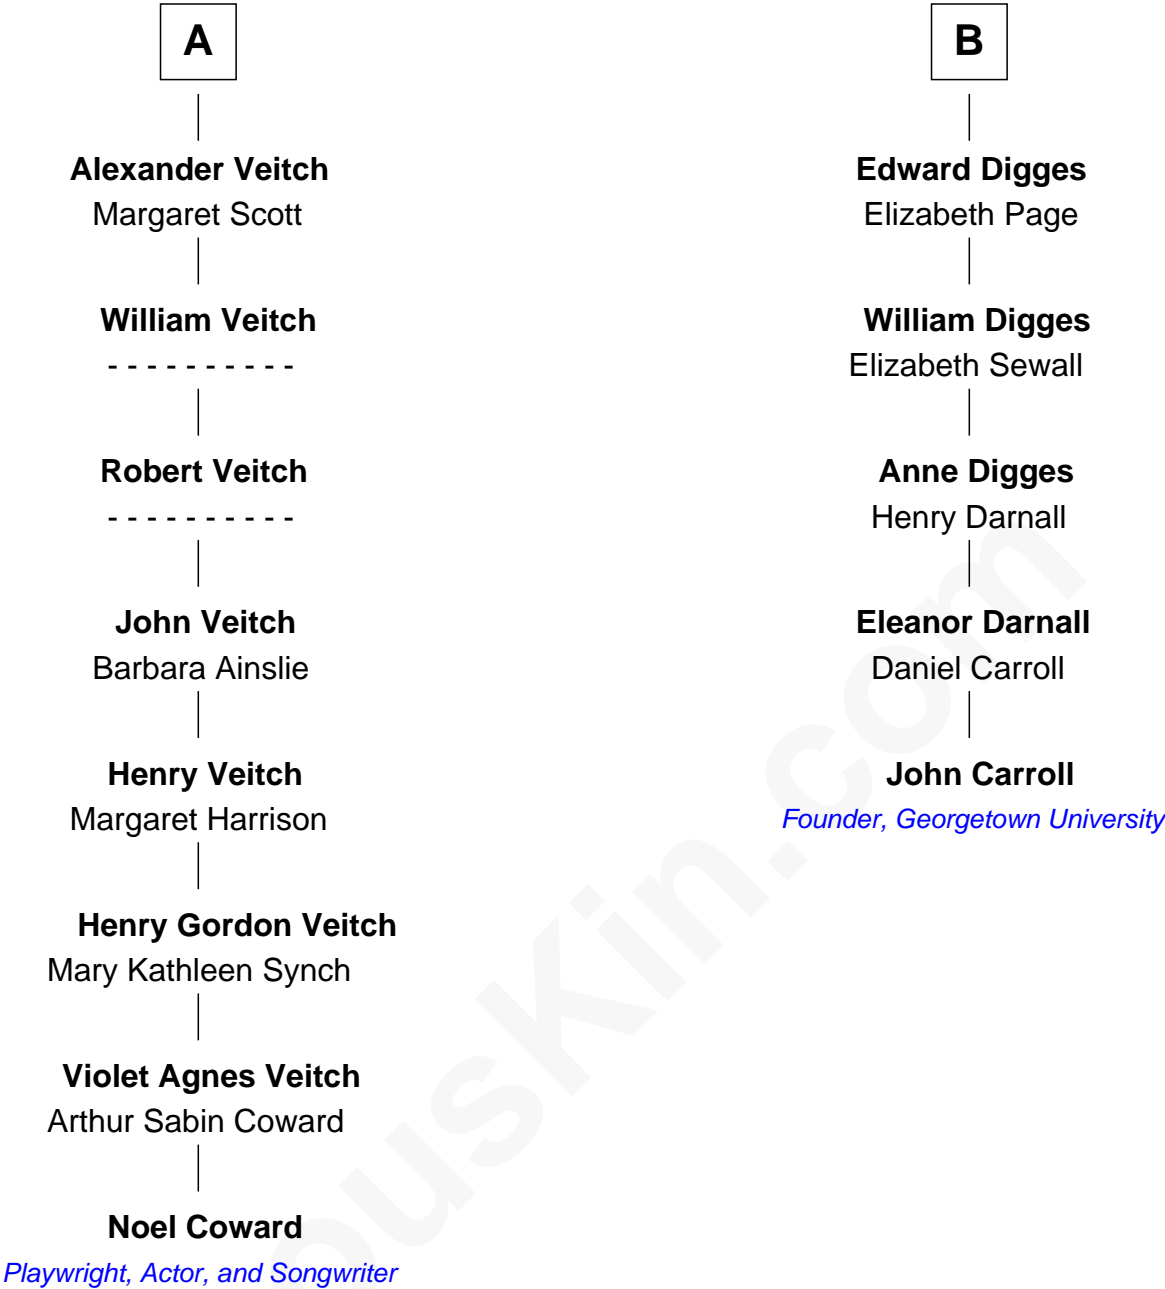 A
Alexander Veitch
Margaret Scott
William Veitch
- - - - - - - - - -
Robert Veitch
- - - - - - - - - -
John Veitch
Barbara Ainslie
Henry Veitch
Margaret Harrison
Henry Gordon Veitch
Mary Kathleen Synch
Violet Agnes Veitch
Arthur Sabin Coward
Noel Coward
Playwright, Actor, and Songwriter
B
Edward Digges
Elizabeth Page
William Digges
Elizabeth Sewall
Anne Digges
Henry Darnall
Eleanor Darnall
Daniel Carroll
John Carroll
Founder, Georgetown University
ousKin.com